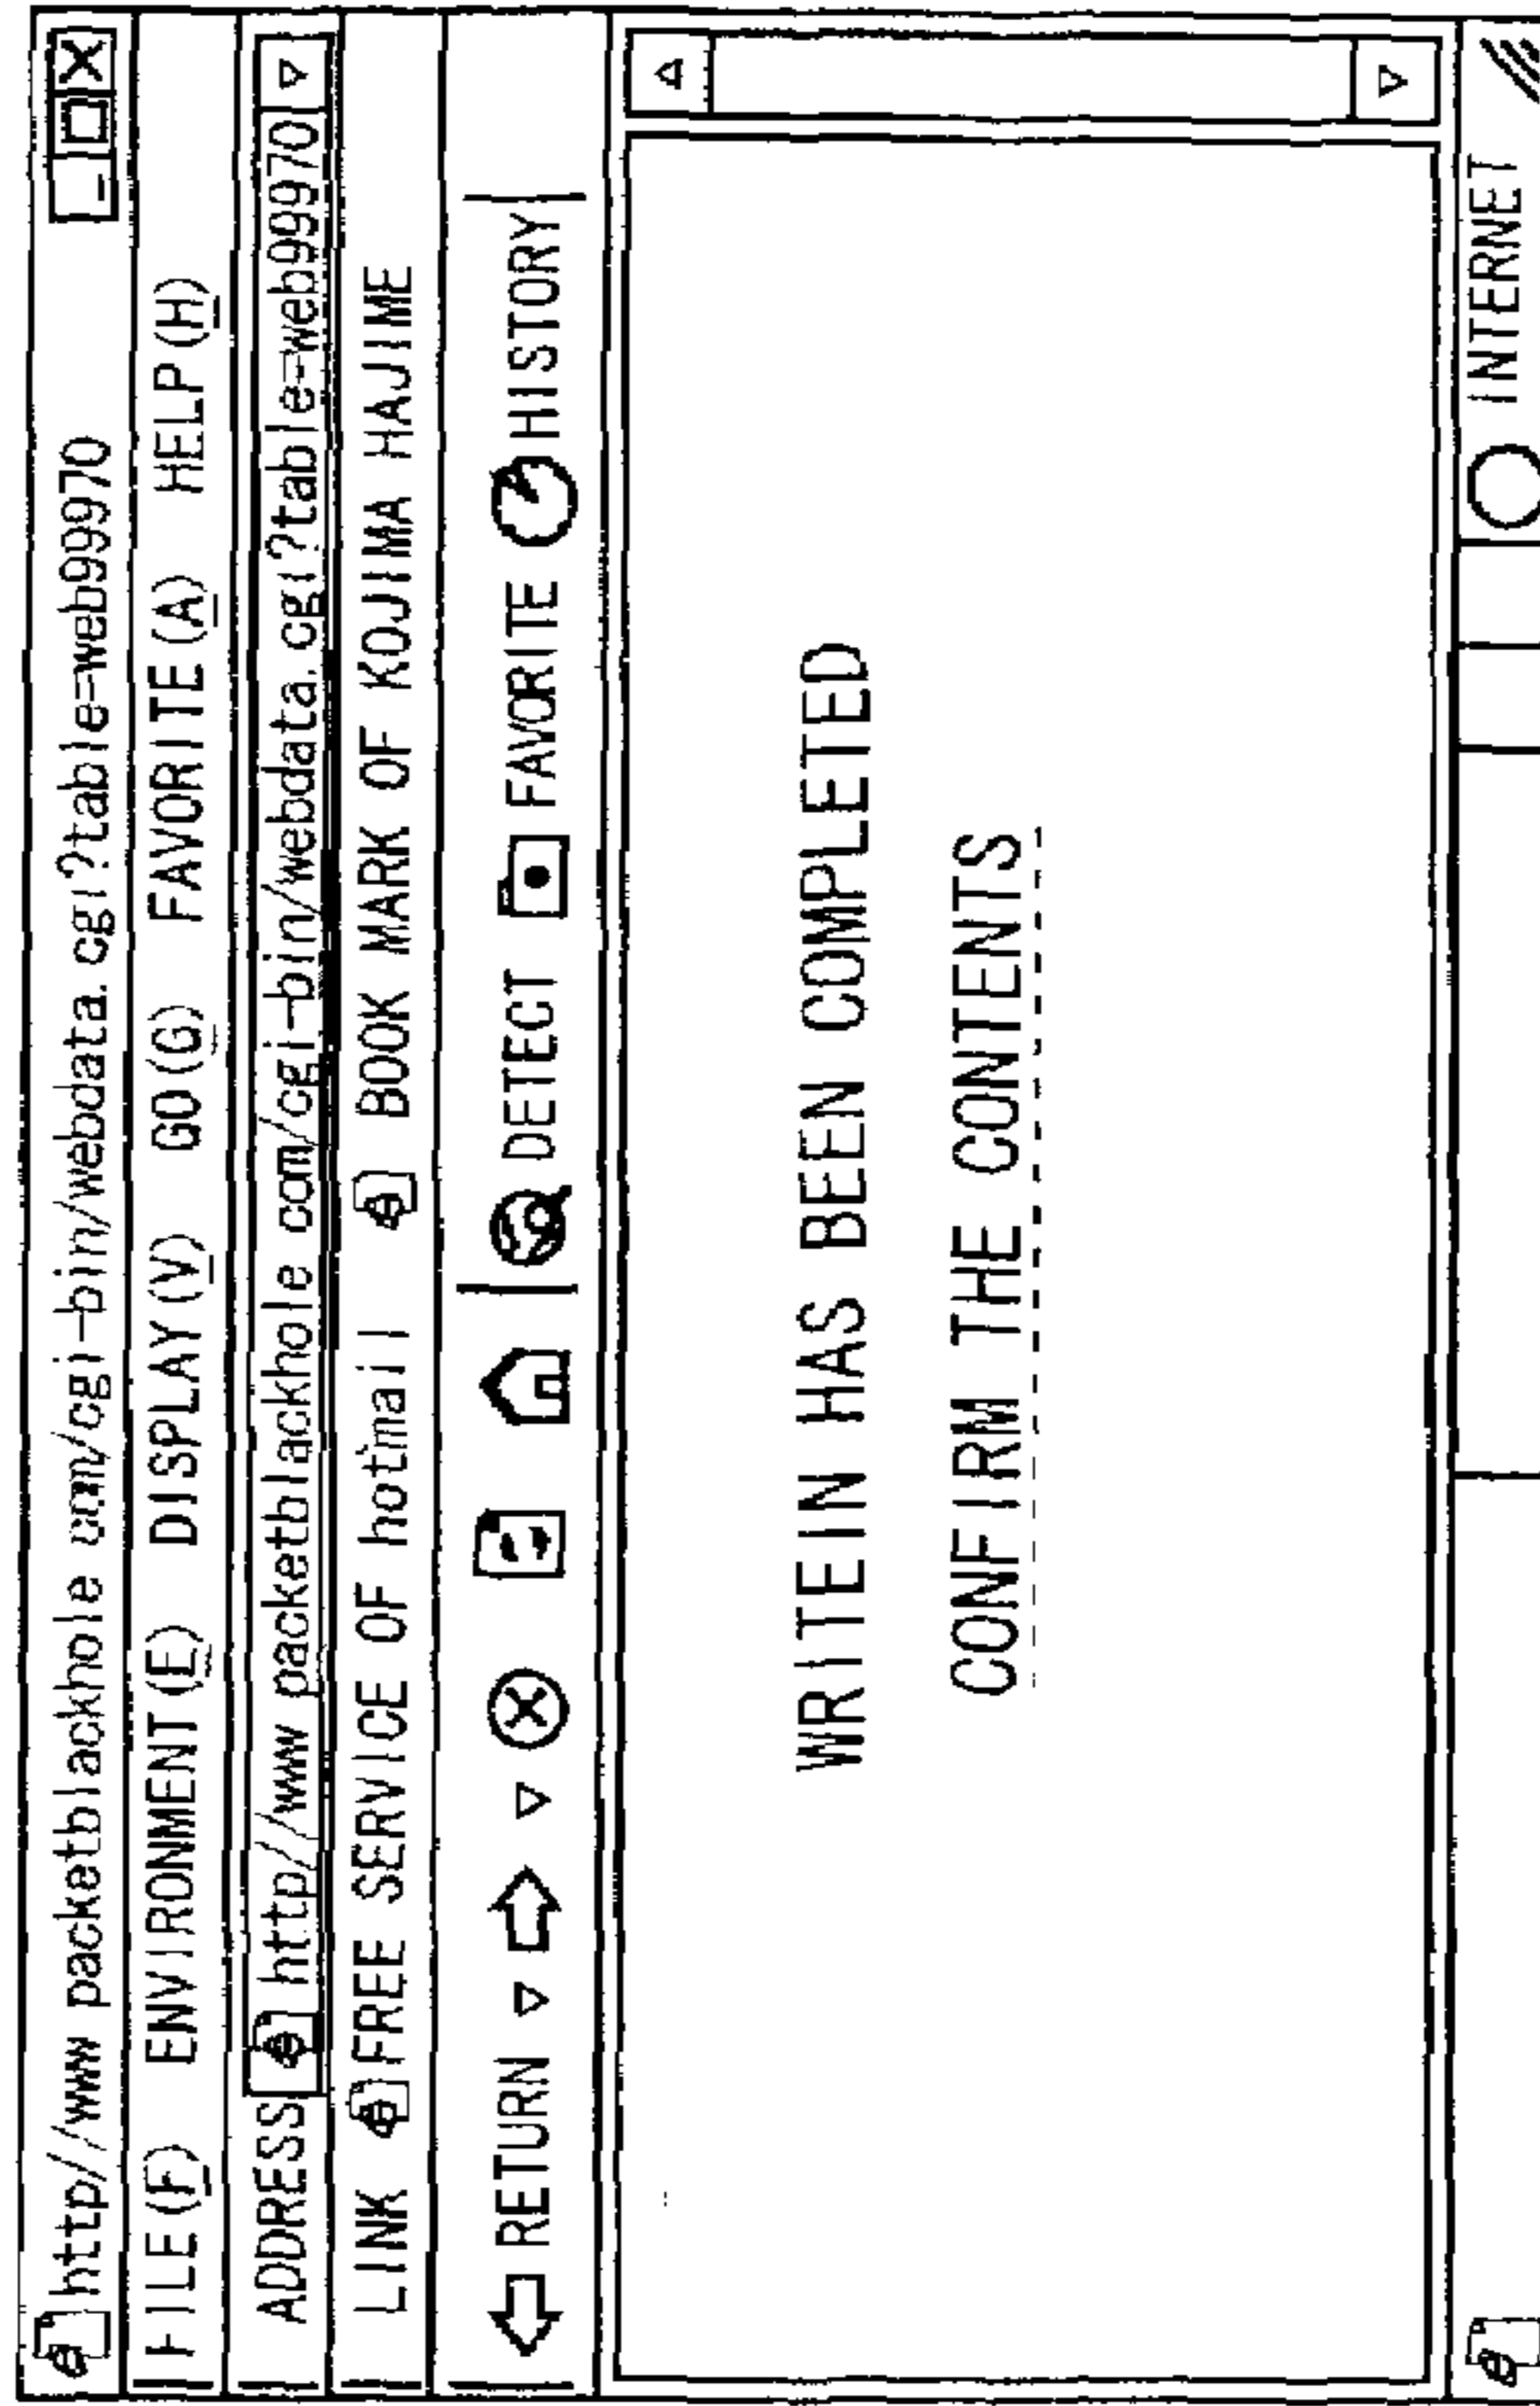 http//www packetblackhole com/cgi-bin/webdata.cgi?table=web99970
FILE(F) ENVIRONMENT(E) DISPLAY(V) GO(G) FAVORITE(A) HELP(H)
ADDRESS http//www packetblackhole com/cgi-bin/webdata.cgi?table=web99970
LINK FREE SERVICE OF hotmail BOOK MARK OF KOJIMA HAJIME
RETURN DETECT FAVORITE HISTORY
WRITEIN HAS BEEN COMPLETED
CONFIRM THE CONTENTS
INTERNET